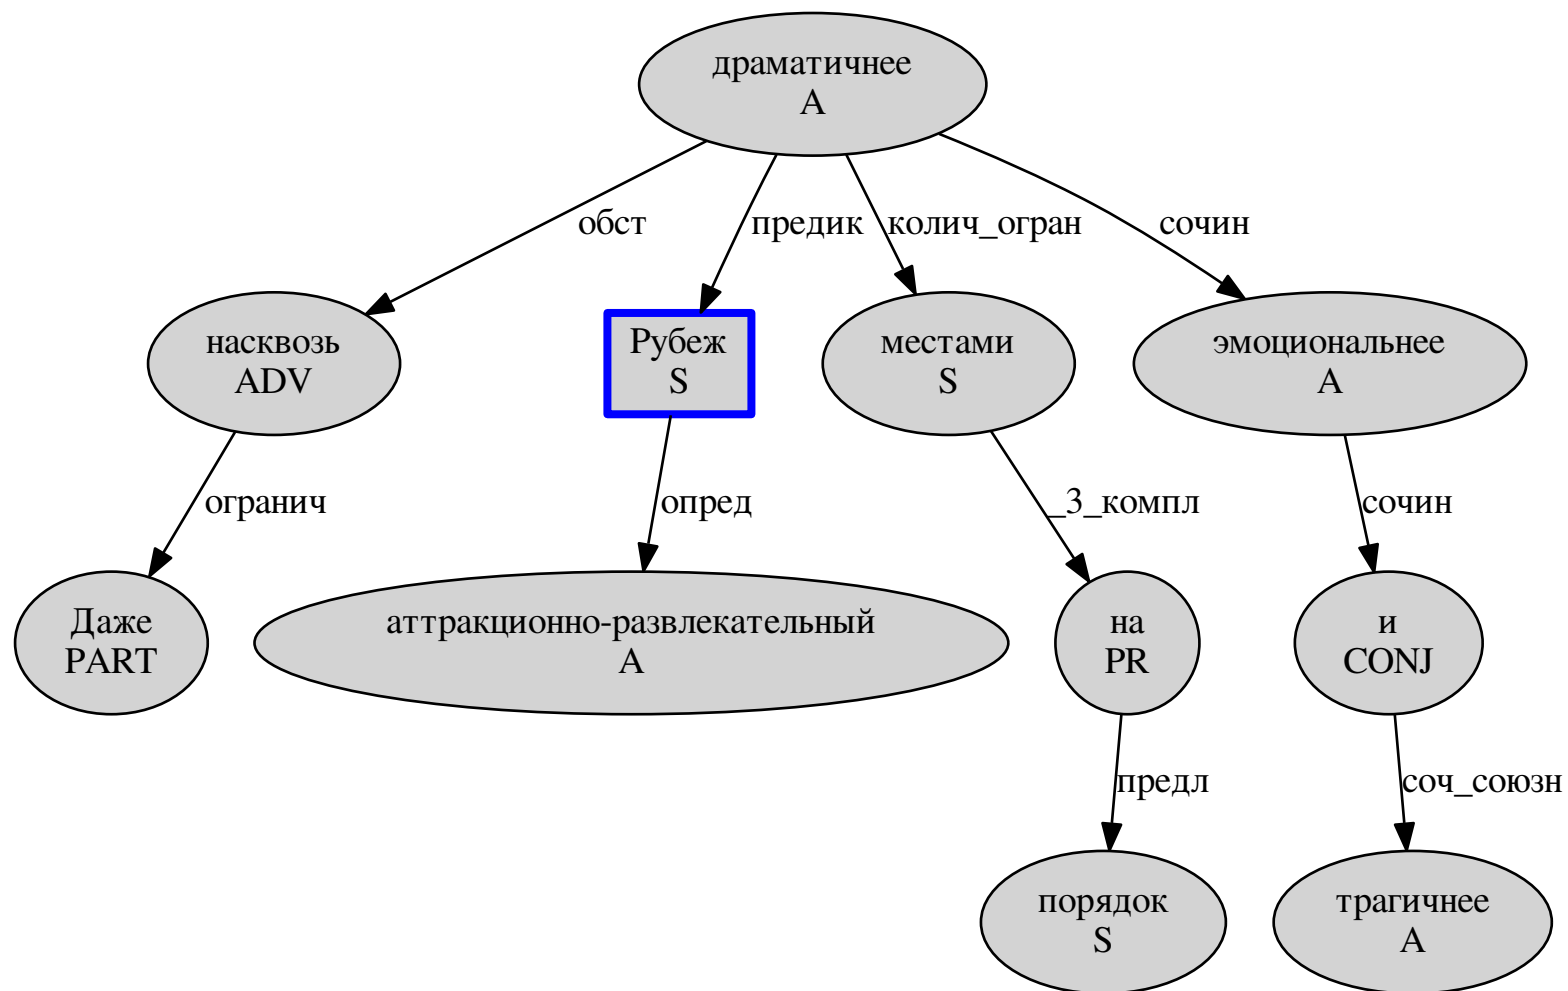 драматичнее
A
обст
предик
колич_огран
сочин
насквозь
ADV
Рубеж
S
местами
S
эмоциональнее
A
огранич
опред
_3_компл
сочин
Даже
PART
аттракционно-развлекательный
A
на
PR
и
CONJ
предл
соч_союзн
порядок
S
трагичнее
A